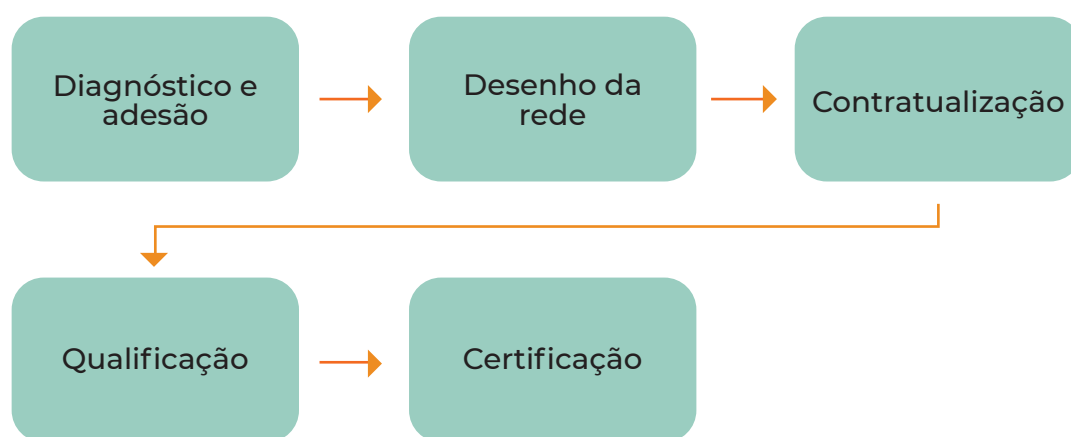 Diagnóstico e
adesão
Desenho da
rede
Contratualização
Qualificação
Certificação